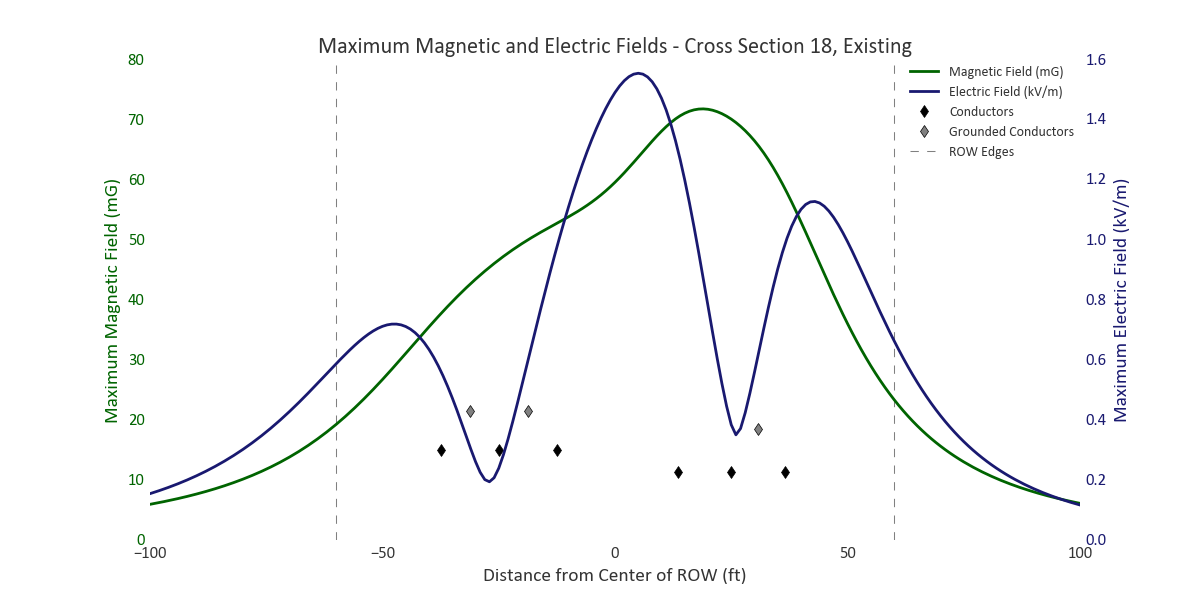 Maximum Magnetic and Electric Fields - Cross Section 18, Existing
Magnetic Field (mG)
Electric Field (kV/m)
Conductors
Grounded Conductors
ROW Edges
Maximum Magnetic Field (mG)
80
70
60
50
40
30
20
10
0
1.6
1.4
1.2
1.0
0.8
0.6
0.4
0.2
0.0
Maximum Electric Field (kV/m)
−100
−50
0
50
100
Distance from Center of ROW (ft)